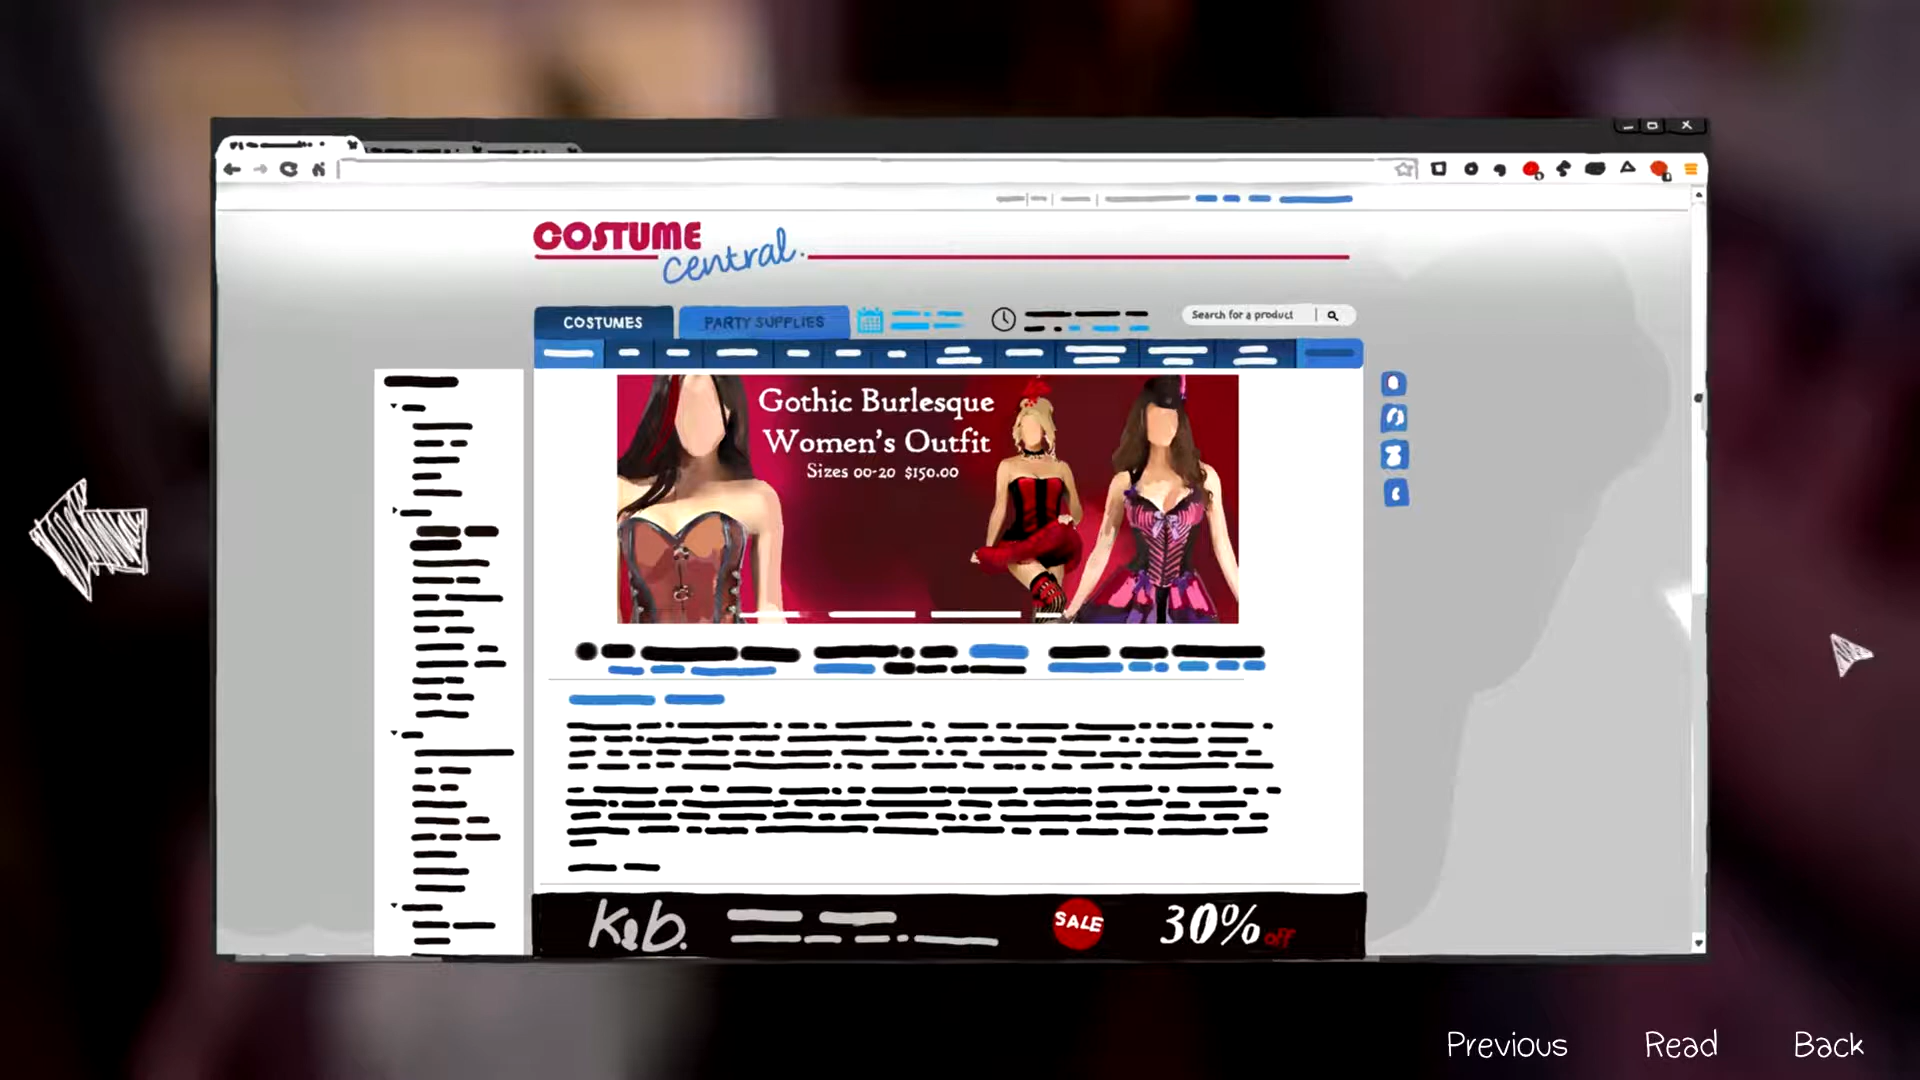 COSTUME
central.
COSTUMES
PARTY SUPPLIES
Search for a product
Gothic Burlesque
Women's Outfit
Sizes 00-20 $150.00
K&b.
SALE
30% off
Previous
Read
Back